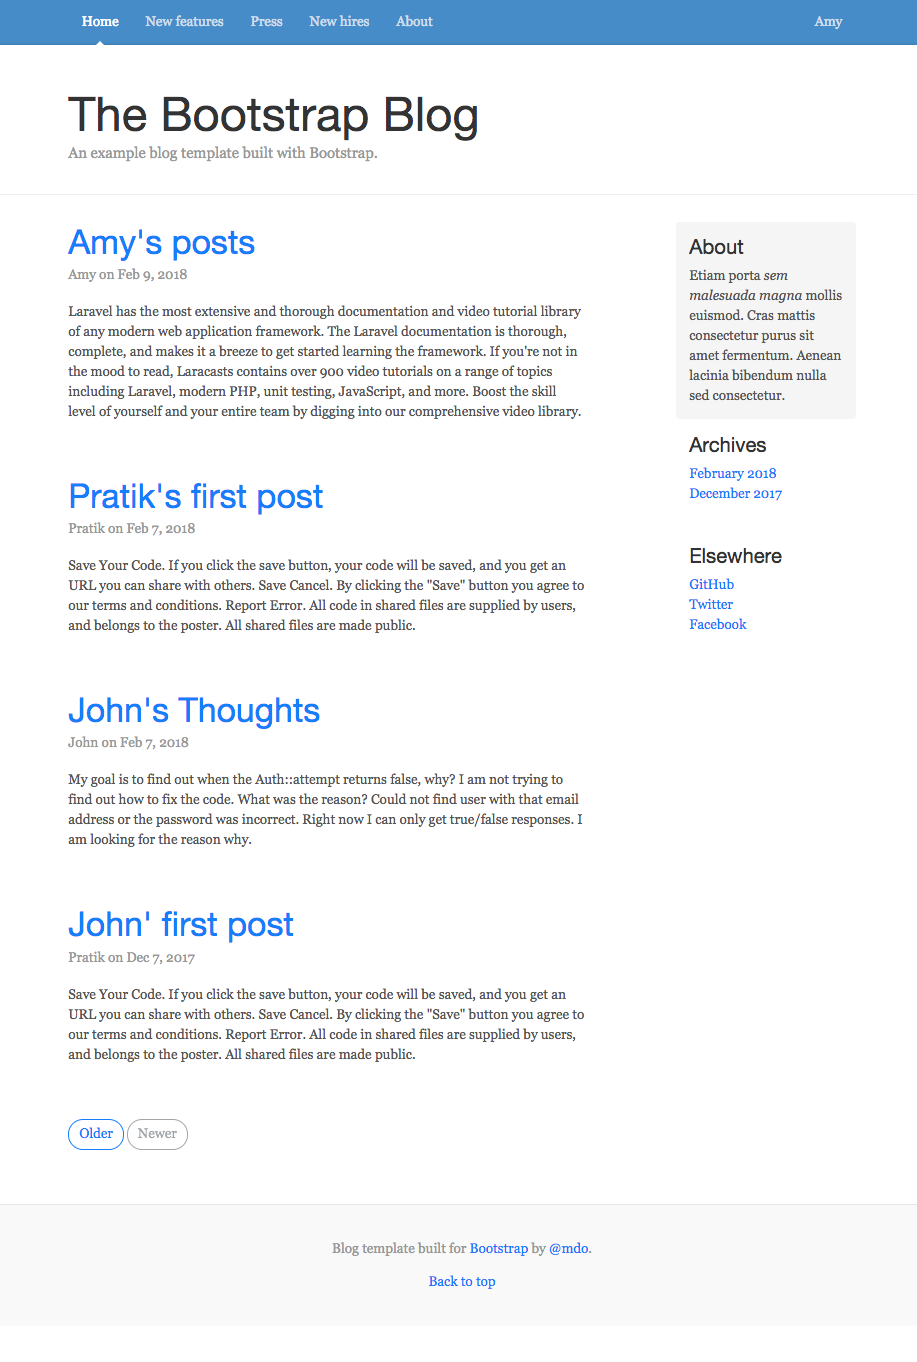 Home New features Press New hires About Amy
The Bootstrap Blog
An example blog template built with Bootstrap.
Amy's posts
Amy on Feb 9, 2018
Laravel has the most extensive and thorough documentation and video tutorial library
of any modern web application framework. The Laravel documentation is thorough,
complete, and makes it a breeze to get started learning the framework. If you're not in
the mood to read, Laracasts contains over 900 video tutorials on a range of topics
including Laravel, modern PHP, unit testing, JavaScript, and more. Boost the skill
level of yourself and your entire team by digging into our comprehensive video library.
Pratik's first post
Pratik on Feb 7, 2018
Save Your Code. If you click the save button, your code will be saved, and you get an
URL you can share with others. Save Cancel. By clicking the "Save" button you agree to
our terms and conditions. Report Error. All code in shared files are supplied by users,
and belongs to the poster. All shared files are made public.
John's Thoughts
John on Feb 7, 2018
My goal is to find out when the Auth::attempt returns false, why? I am not trying to
find out how to fix the code. What was the reason? Could not find user with that email
address or the password was incorrect. Right now I can only get true/false responses. I
am looking for the reason why.
John' first post
Pratik on Dec 7, 2017
Save Your Code. If you click the save button, your code will be saved, and you get an
URL you can share with others. Save Cancel. By clicking the "Save" button you agree to
our terms and conditions. Report Error. All code in shared files are supplied by users,
and belongs to the poster. All shared files are made public.
Older Newer
About
Etiam porta sem
malesuada magna mollis
euismod. Cras mattis
consectetur purus sit
amet fermentum. Aenean
lacinia bibendum nulla
sed consectetur.
Archives
February 2018
December 2017
Elsewhere
GitHub
Twitter
Facebook
Blog template built for Bootstrap by @mdo.
Back to top